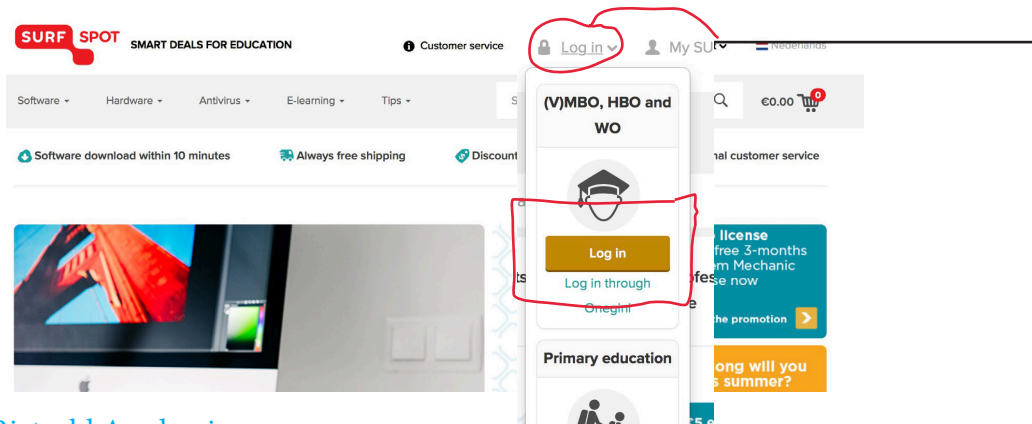 SURF SPOT
SMART DEALS FOR EDUCATION
Customer service
Log in
My SU
Software
Hardware
Antivirus
E-learning
Tips
S
€0.00
0
Software download within 10 minutes
Always free shipping
Discount
nal customer service
(V)MBO, HBO and
WO
Log in
Log in through
Onegini
Primary education
license
free 3-months
em Mechanic
se now
he promotion
ong will you
s summer?